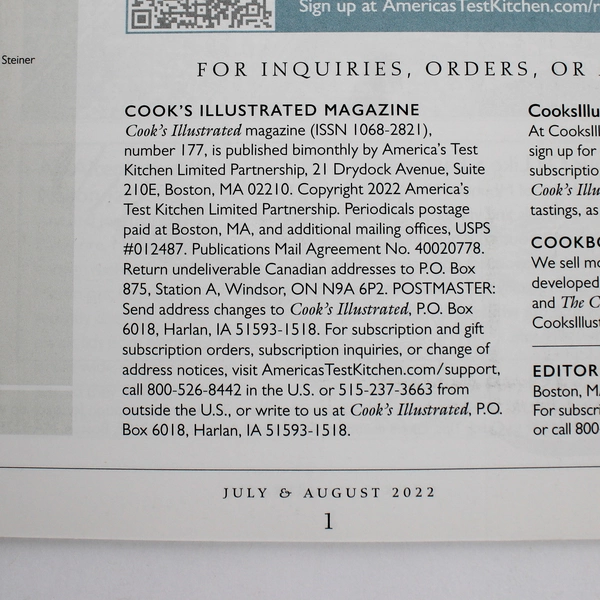 Steiner
Sign up at AmericasTestKitchen.com/
FOR INQUIRIES, ORDERS, OR
COOK'S ILLUSTRATED MAGAZINE
Cook's Illustrated magazine (ISSN 1068-2821),
number 177, is published bimonthly by America's Test
Kitchen Limited Partnership, 21 Drydock Avenue, Suite
210E, Boston, MA 02210. Copyright 2022 America's
Test Kitchen Limited Partnership. Periodicals postage
paid at Boston, MA, and additional mailing offices, USPS
#012487. Publications Mail Agreement No. 40020778.
Return undeliverable Canadian addresses to P.O. Box
875, Station A, Windsor, ON N9A 6P2. POSTMASTER:
Send address changes to Cook's Illustrated, P.O. Box
6018, Harlan, IA 51593-1518. For subscription and gift
subscription orders, subscription inquiries, or change of
address notices, visit AmericasTestKitchen.com/support,
call 800-526-8442 in the U.S. or 515-237-3663 from
outside the U.S., or write to us at Cook's Illustrated, P.O.
Box 6018, Harlan, IA 51593-1518.
CooksIllu
At CooksIll
sign up for
subscriptio
Cook's Illu
tastings, as
COOKBO
We sell mo
developed
and The C
CooksIllust
EDITOR
Boston, M
For subscri
or call 800
JULY & AUGUST 2022
1